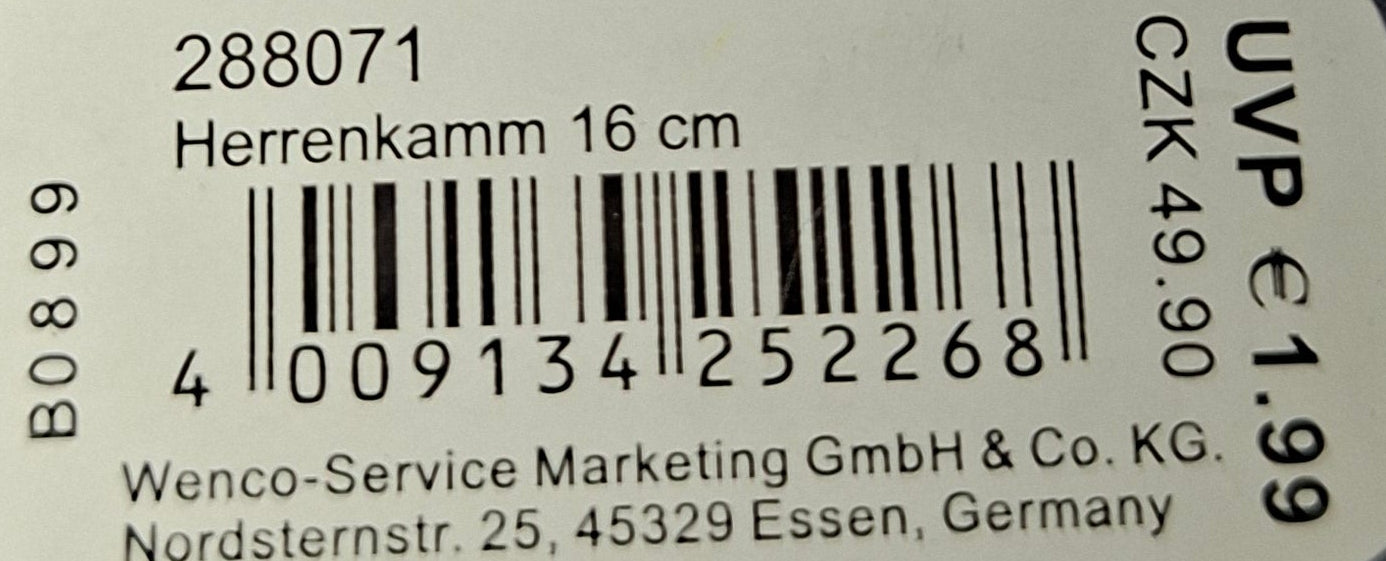 288071
Herrenkamm 16 cm
4 009134 252268
Wenco-Service Marketing GmbH & Co. KG.
Nordsternstr. 25, 45329 Essen, Germany
B0899
CZK 49.90
UVP € 1.99